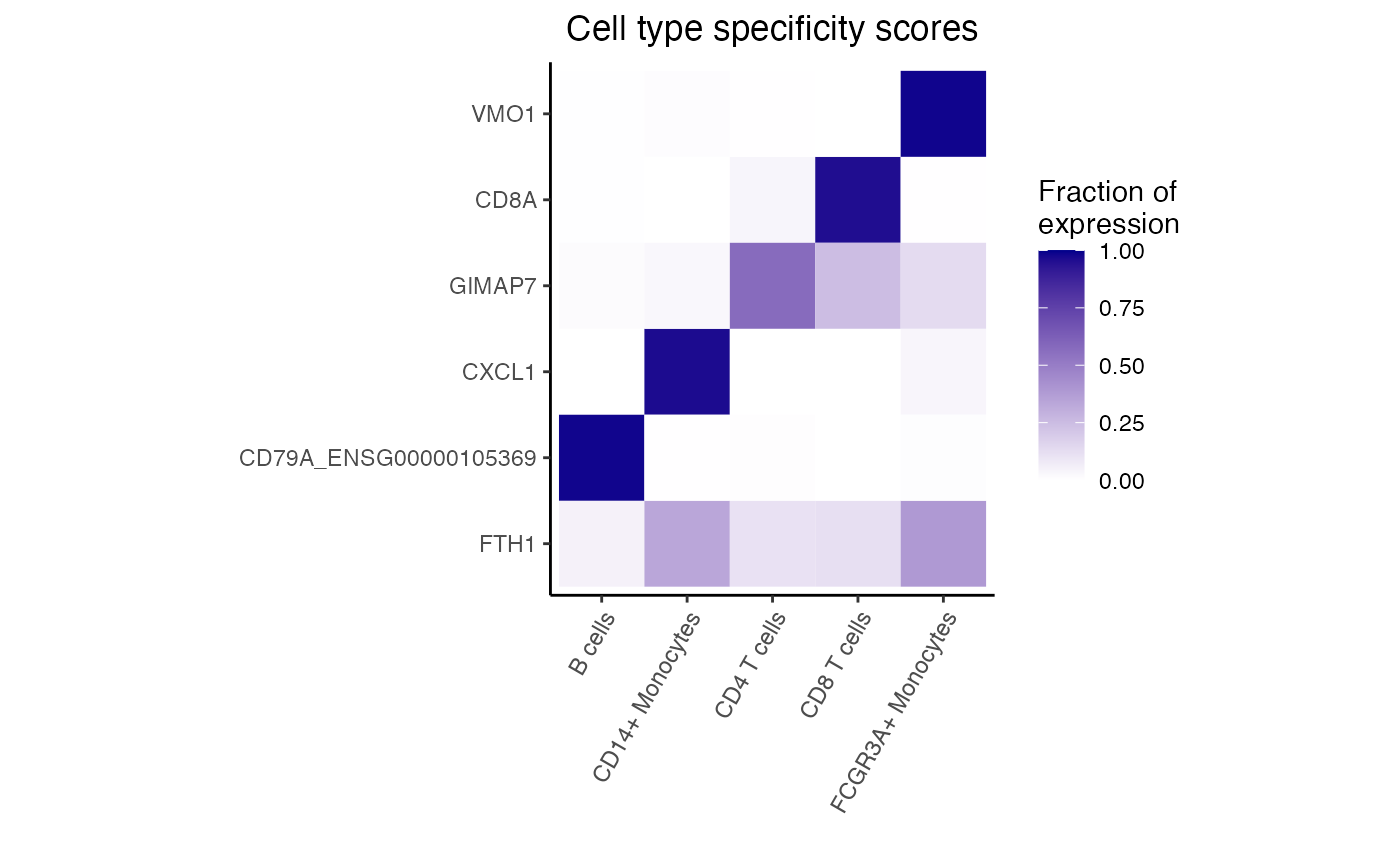 Cell type specificity scores
VMO1
CD8A
GIMAP7
CXCL1
CD79A_ENSG00000105369
FTH1
B cells
CD14+ Monocytes
CD4 T cells
CD8 T cells
FCGR3A+ Monocytes
Fraction of
expression
1.00
0.75
0.50
0.25
0.00